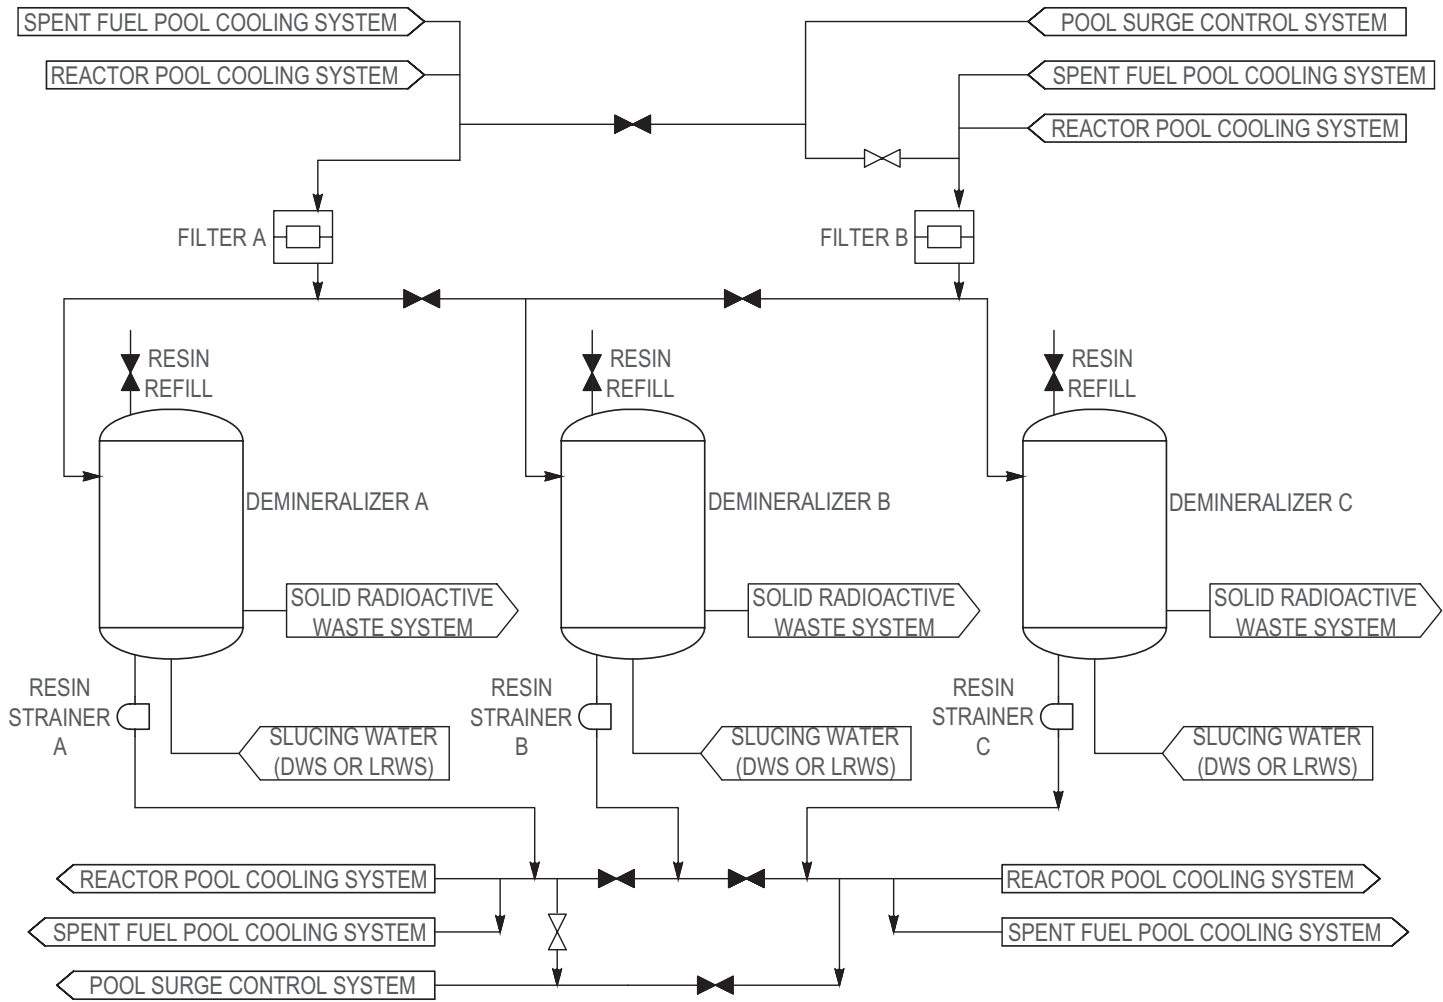 SPENT FUEL POOL COOLING SYSTEM
POOL SURGE CONTROL SYSTEM
REACTOR POOL COOLING SYSTEM
SPENT FUEL POOL COOLING SYSTEM
REACTOR POOL COOLING SYSTEM
FILTER A
FILTER B
RESIN
REFILL
RESIN
REFILL
RESIN
REFILL
DEMINERALIZER A
DEMINERALIZER B
DEMINERALIZER C
SOLID RADIOACTIVE
WASTE SYSTEM
SOLID RADIOACTIVE
WASTE SYSTEM
SOLID RADIOACTIVE
WASTE SYSTEM
RESIN
STRAINER
A
RESIN
STRAINER
B
RESIN
STRAINER
C
SLUCING WATER
(DWS OR LRWS)
SLUCING WATER
(DWS OR LRWS)
SLUCING WATER
(DWS OR LRWS)
REACTOR POOL COOLING SYSTEM
REACTOR POOL COOLING SYSTEM
SPENT FUEL POOL COOLING SYSTEM
SPENT FUEL POOL COOLING SYSTEM
POOL SURGE CONTROL SYSTEM